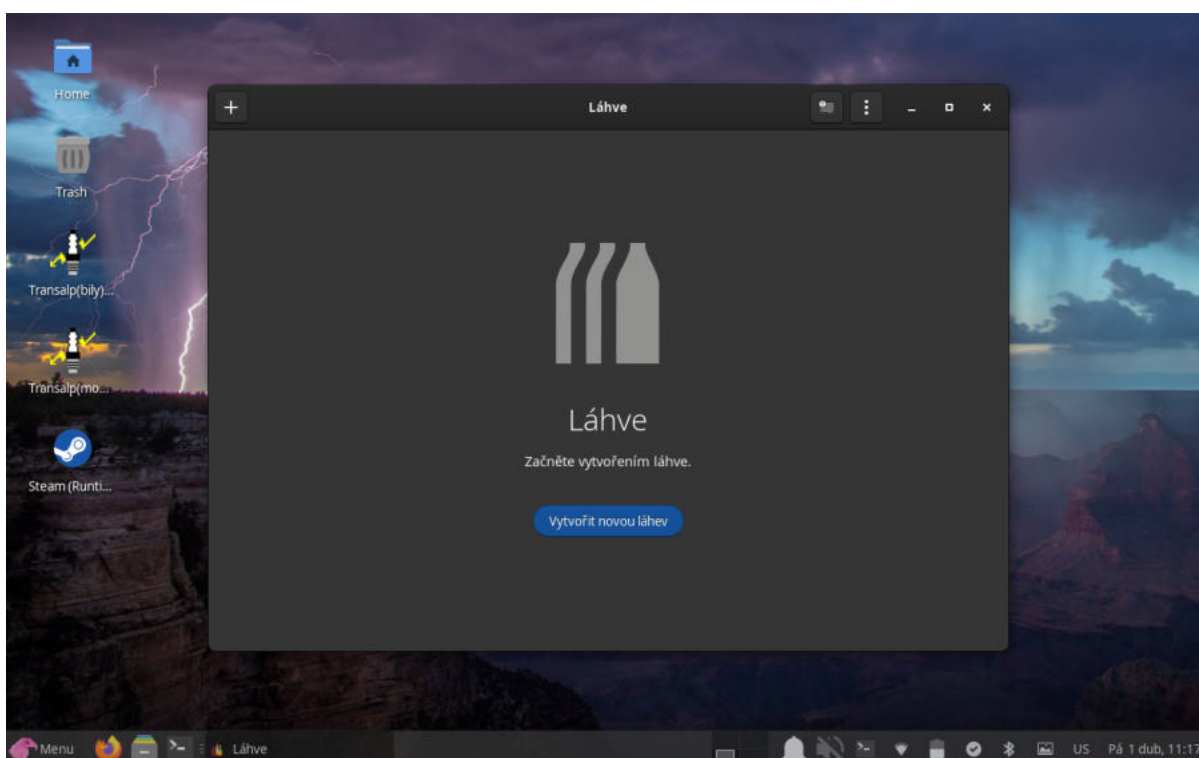 Home
Trash
Transalp(bily)...
Transalp(mo...
Steam (Runti...
Láhve
Láhve
Začněte vytvořením láhve.
Vytvořit novou láhev
Menu
Láhve
US
Pá 1 dub, 11:17